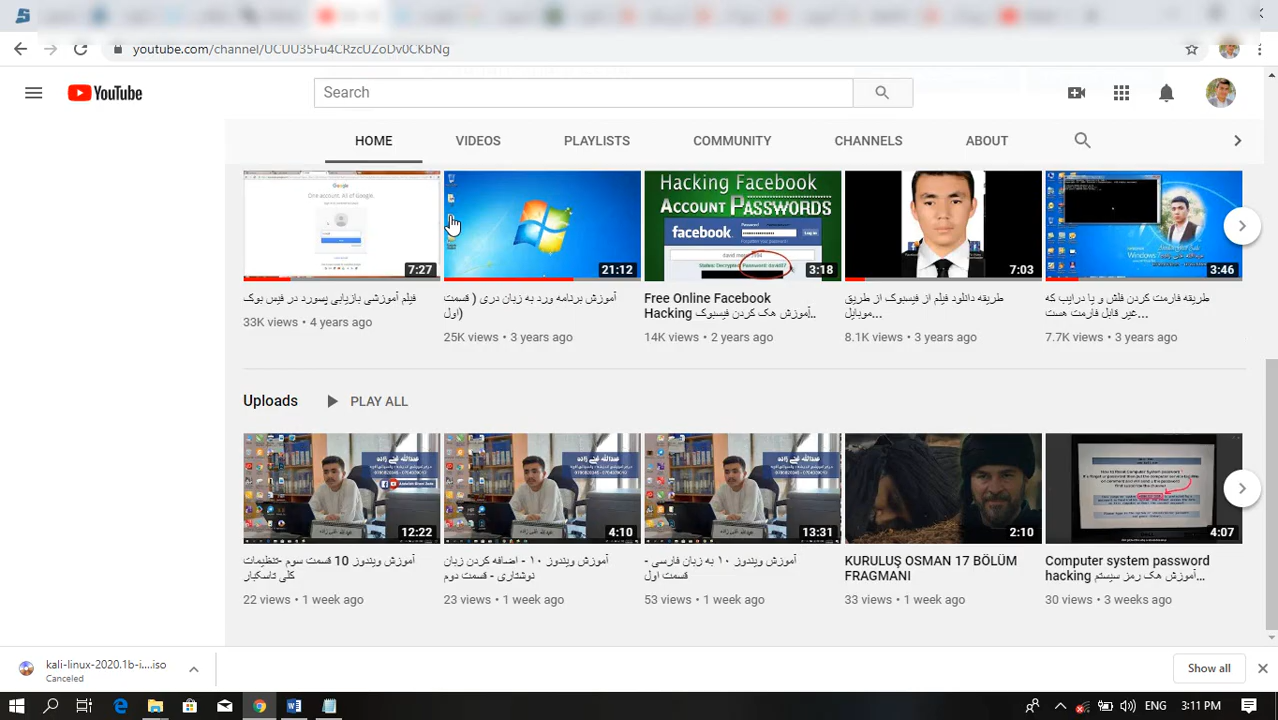 youtube.com/channel/UCUU35Fu4CRzcUZoDv0CKbNg
YouTube
Search
HOME
VIDEOS
PLAYLISTS
COMMUNITY
CHANNELS
ABOUT
One account. All of Google.
7:27
21:12
Hacking Facebook
Account Passwords
facebook
3:18
7:03
3:46
فیلم آموزشی بازیابی پسورد در فیس بوک
33K views • 4 years ago
آموزش برنامه ورد به زبان دری ( قسمت
اول)
25K views • 3 years ago
Free Online Facebook
Hacking آموزش هک کردن فیسبوک..
14K views • 2 years ago
طریقه دانلود فیلم از فیسبوک از طریق
موبایل...
8.1K views • 3 years ago
طریقه فارمت کردن فلش و یا درایب که
غیر قابل فارمت هست...
7.7K views • 3 years ago
Uploads
PLAY ALL
12:22
4:10
13:31
2:10
4:07
آموزش ویندوز 10 قسمت سوم -تنظیمات
کلی تاسکبار
22 views • 1 week ago
آموزش ویندوز ۱۰ - اضافه کردن زبان
نوشتاری - قسمت دوم
23 views • 1 week ago
آموزش ویندوز ۱۰ به زبان فارسی -
قسمت اول
53 views • 1 week ago
KURULUŞ OSMAN 17 BÖLÜM
FRAGMANI
33 views • 1 week ago
Computer system password
hacking آموزش هک رمز سیستم...
30 views • 3 weeks ago
kali-linux-2020.1b-i....iso
Canceled
Show all
ENG
3:11 PM